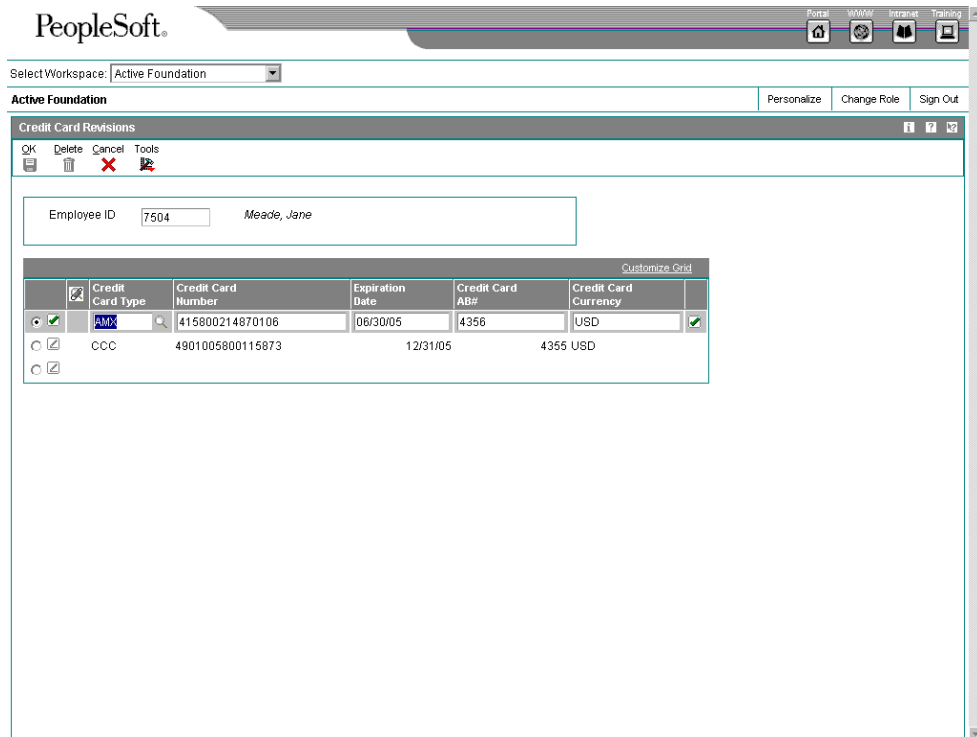 Portal WWW Intranet Training
PeopleSoft.
Select Workspace: Active Foundation
Active Foundation Personalize Change Role Sign Out
Credit Card Revisions
OK Delete Cancel Tools
Employee ID 7504 Meade, Jane
Customize Grid
Credit Card Type Credit Card Number Expiration Date Credit Card AB# Credit Card Currency
AMX 415800214870106 06/30/05 4356 USD
CCC 4901005800115873 12/31/05 4355 USD